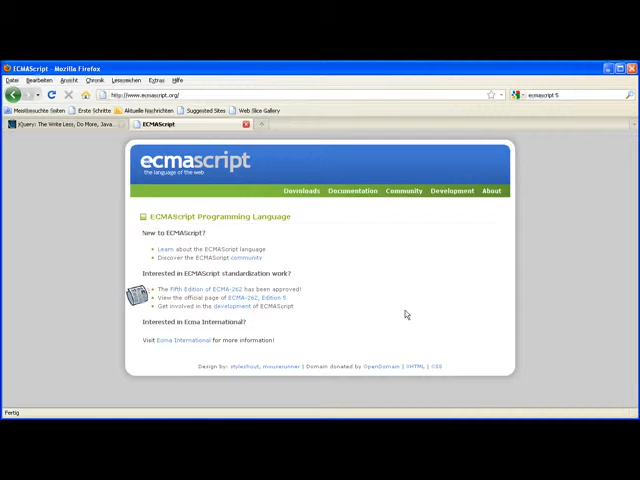 ECMAScript - Mozilla Firefox
Datei Bearbeiten Ansicht Chronik Lesezeichen Extras Hilfe
http://www.ecmascript.org/
ecmascript 5
Meistbesuchte Seiten Erste Schritte Aktuelle Nachrichten Suggested Sites Web Slice Gallery
jQuery: The Write Less, Do More, Java...
ECMAScript
ecmascript
the language of the web
Downloads Documentation Community Development About
ECMAScript Programming Language
New to ECMAScript?
Learn about the ECMAScript language
Discover the ECMAScript community
Interested in ECMAScript standardization work?
The Fifth Edition of ECMA-262 has been approved!
View the official page of ECMA-262, Edition 5
Get involved in the development of ECMAScript
Interested in Ecma International?
Visit Ecma International for more information!
Design by: styleshout, mouserunner | Domain donated by OpenDomain | XHTML | CSS
Fertig